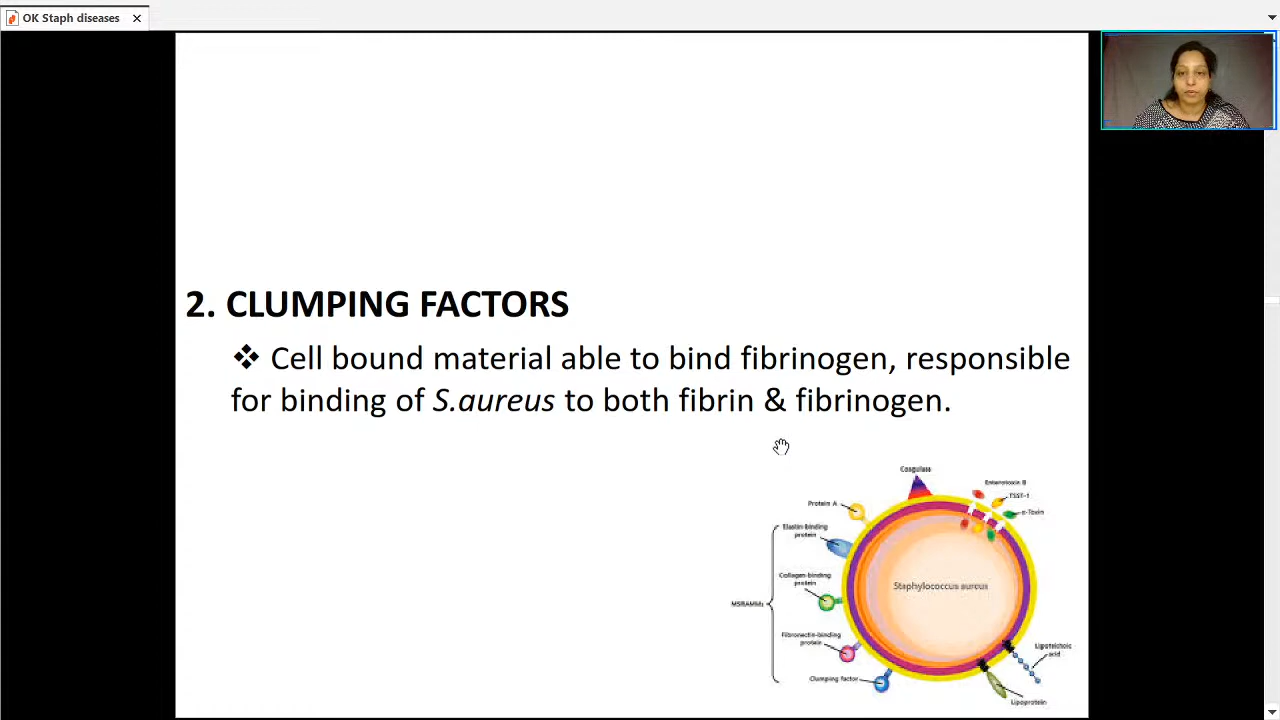 OK Staph diseases
2. CLUMPING FACTORS
❖ Cell bound material able to bind fibrinogen, responsible
for binding of S.aureus to both fibrin & fibrinogen.
Coagulase
Enterotoxin B
TSST-1
α-Toxin
Protein A
Elastin-binding
protein
Collagen-binding
protein
Staphylococcus aureus
MSCRAMMs
Fibronectin-binding
protein
Clumping factor
Lipoteichoic
acid
Lipoprotein